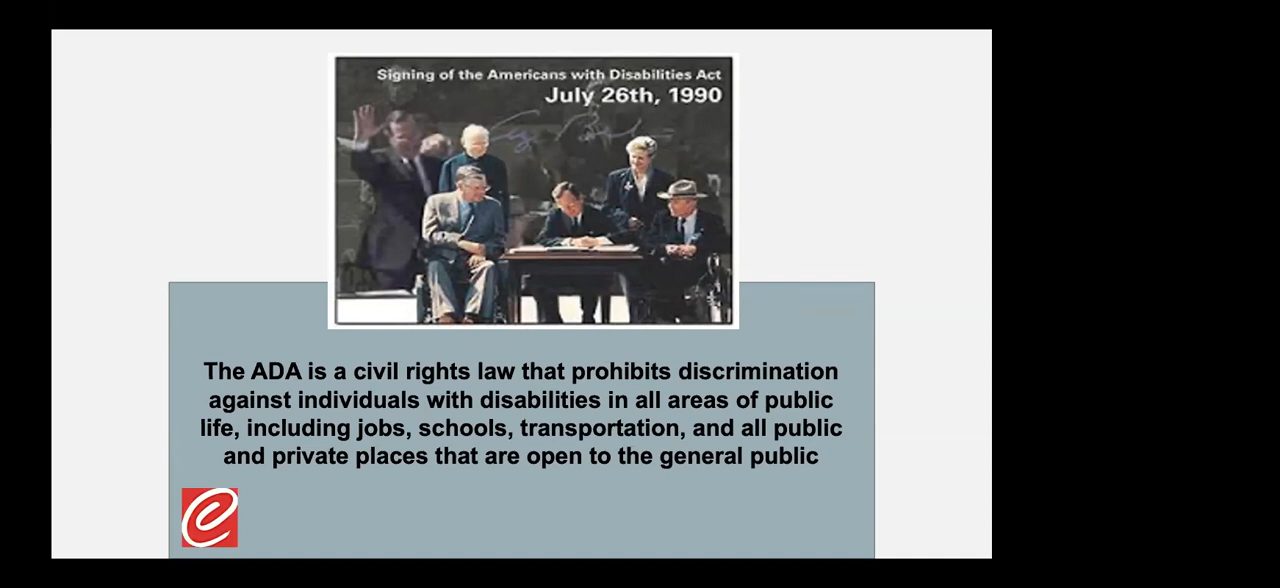 Signing of the Americans with Disabilities Act
July 26th, 1990
The ADA is a civil rights law that prohibits discrimination
against individuals with disabilities in all areas of public
life, including jobs, schools, transportation, and all public
and private places that are open to the general public